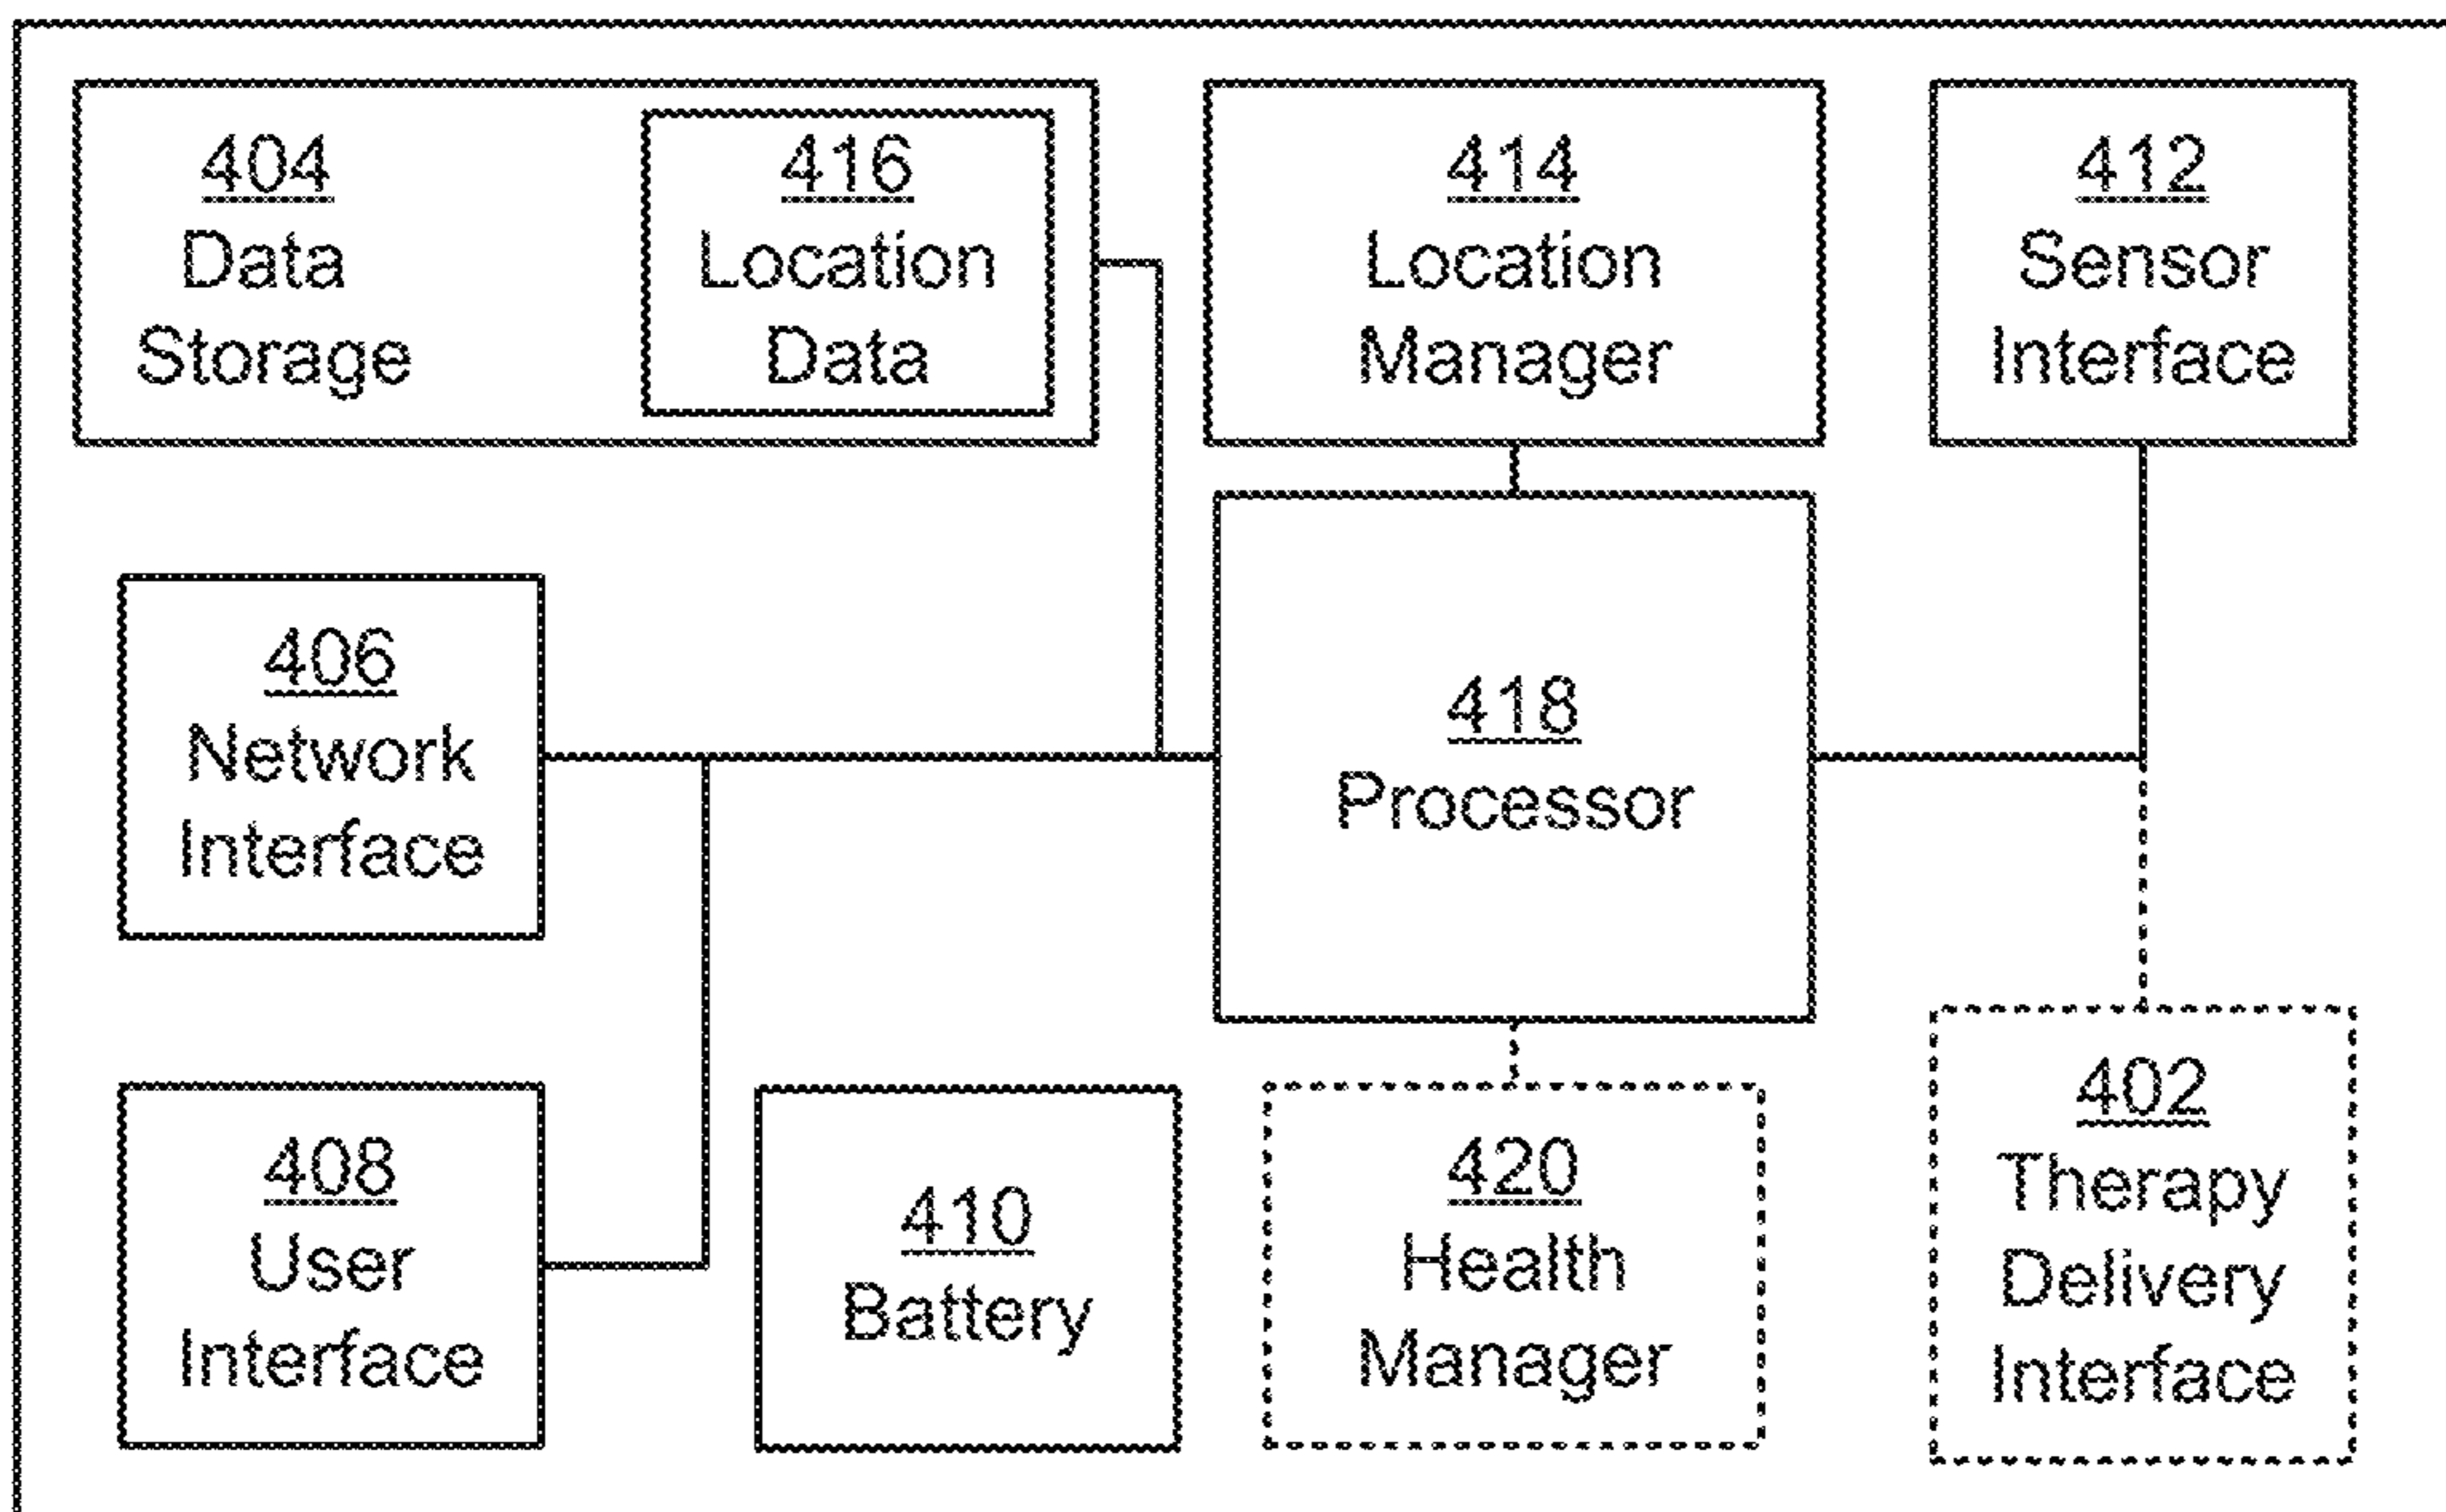 404
Data
Storage
416
Location
Data
414
Location
Manager
412
Sensor
Interface
406
Network
Interface
418
Processor
408
User
Interface
410
Battery
420
Health
Manager
402
Therapy
Delivery
Interface